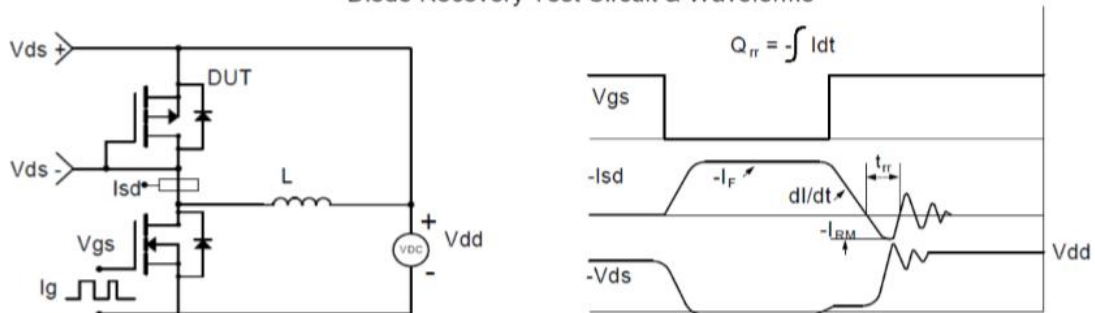 Diode Recovery Test Circuit & Waveforms
Vds +
DUT
Vds -
Isd
L
Vgs
Ig
VDC
+
Vdd
-
Qrr = -∫ Idt
Vgs
-Isd
-IF
dI/dt
trr
-IRM
Vdd
-Vds